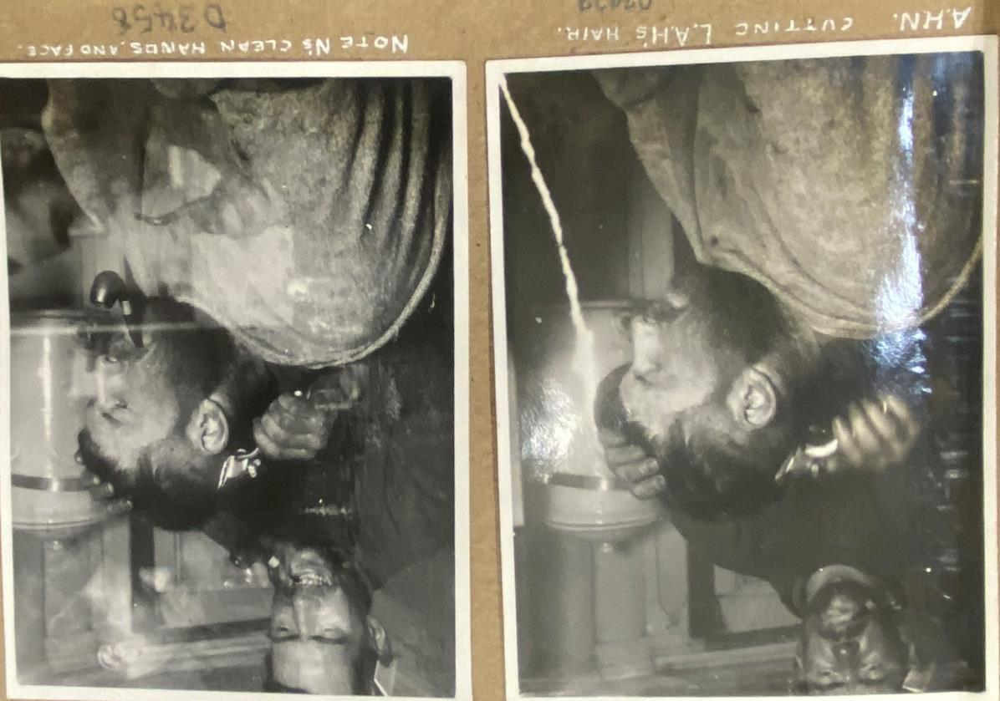 A.H.N. CUTTING L.A.H's HAIR.
NOTE N's CLEAN HANDS, AND FACE.
D3458